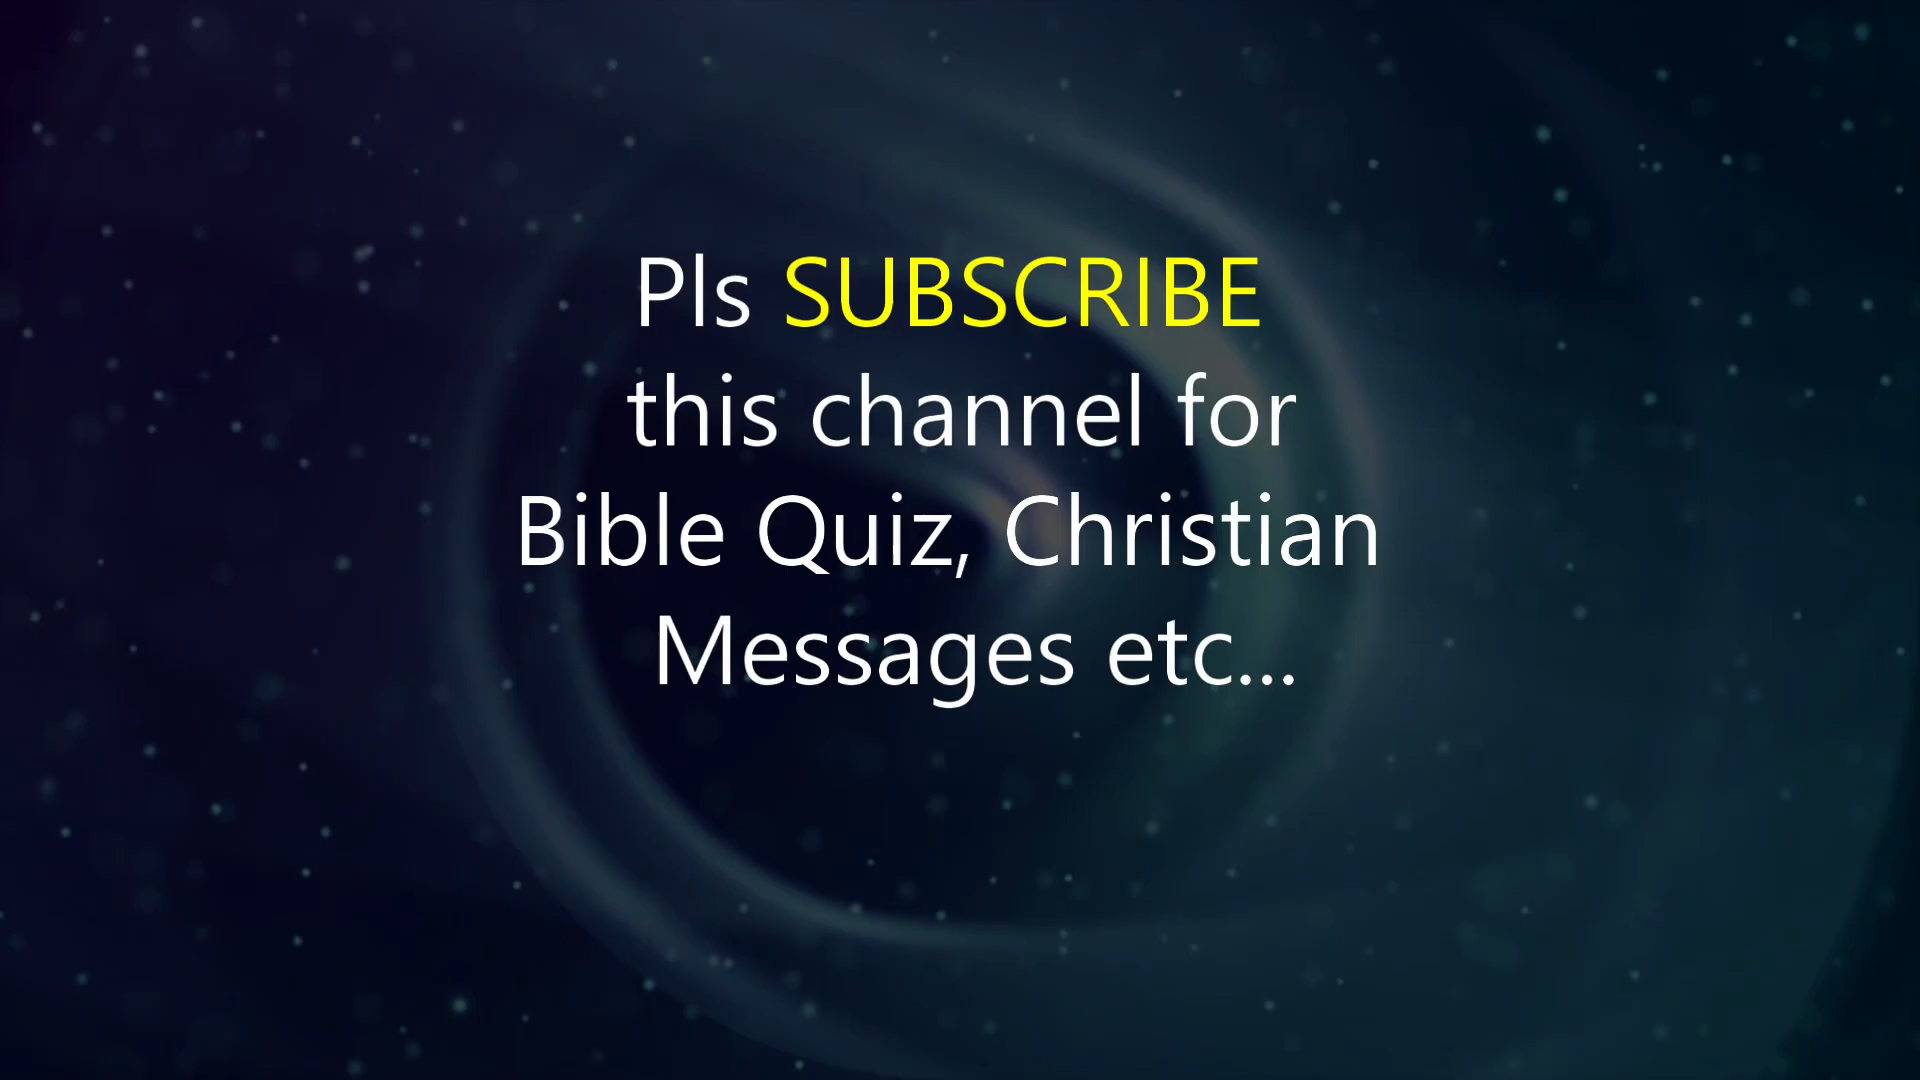 Pls SUBSCRIBE
this channel for
Bible Quiz, Christian
Messages etc...